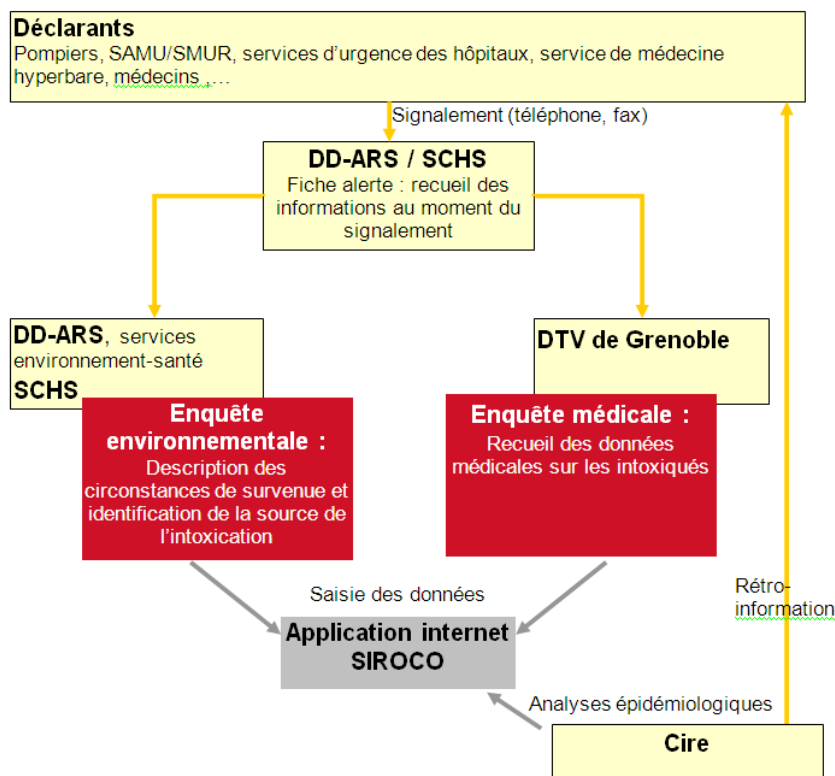 Déclarants
Pompiers, SAMU/SMUR, services d’urgence des hôpitaux, service de médecine
hyperbare, médecins ,…
Signalement (téléphone, fax)
DD-ARS / SCHS
Fiche alerte : recueil des
informations au moment du
signalement
DD-ARS, services
environnement-santé
SCHS
DTV de Grenoble
Enquête
environnementale :
Description des
circonstances de survenue et
identification de la source de
l’intoxication
Enquête médicale :
Recueil des données
médicales sur les intoxiqués
Saisie des données
Application internet
SIROCO
Rétro-
information
Analyses épidémiologiques
Cire